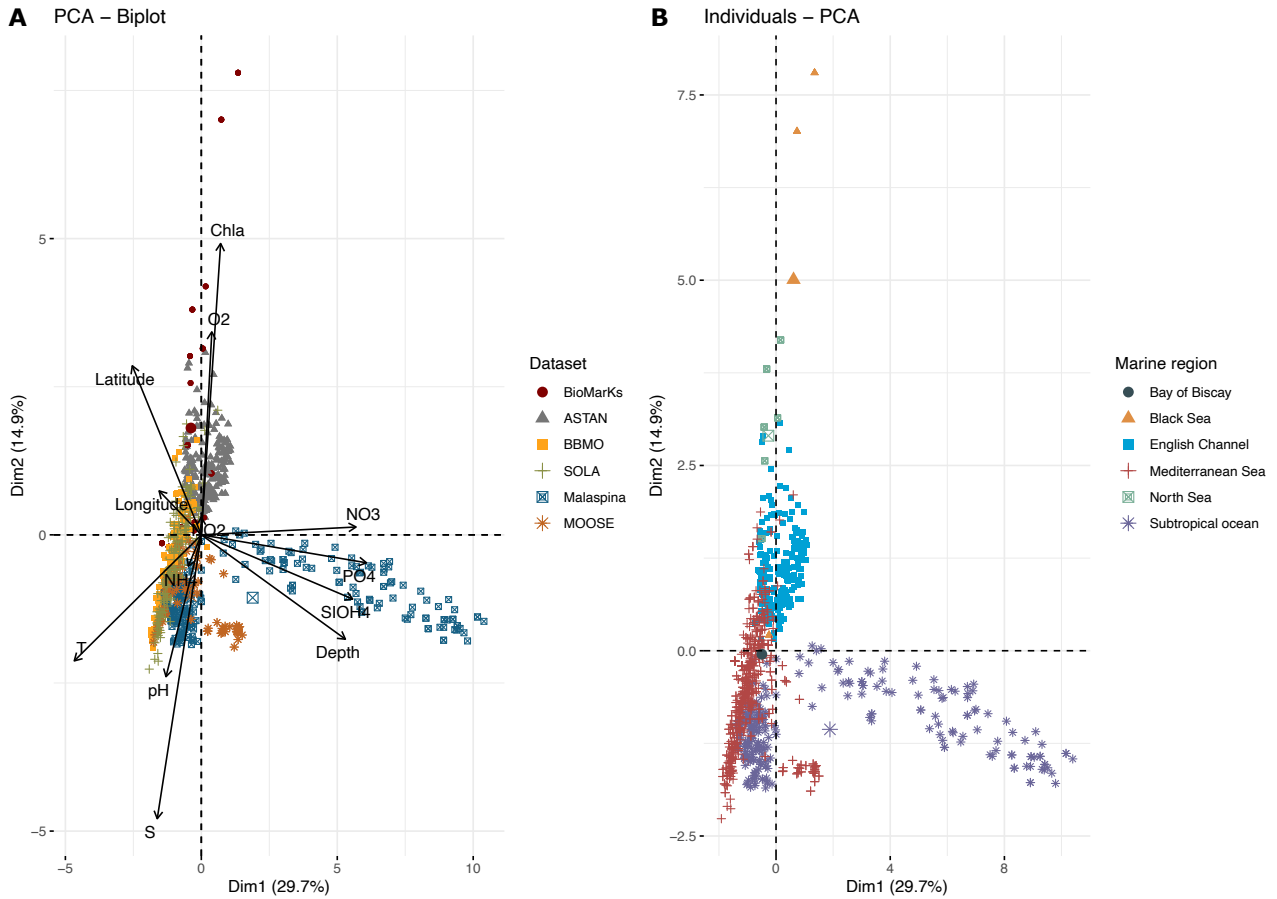 A
PCA – Biplot
5
0
−5
−5
0
5
10
Dim1 (29.7%)
Dim2 (14.9%)
Chla
O2
Latitude
Longitude
NO3
NH4
PO4
SIOH4
Depth
T
pH
S
Dataset
BioMarKs
ASTAN
BBMO
SOLA
Malaspina
MOOSE
B
Individuals – PCA
7.5
5.0
2.5
0.0
−2.5
0
4
8
Dim1 (29.7%)
Dim2 (14.9%)
Marine region
Bay of Biscay
Black Sea
English Channel
Mediterranean Sea
North Sea
Subtropical ocean